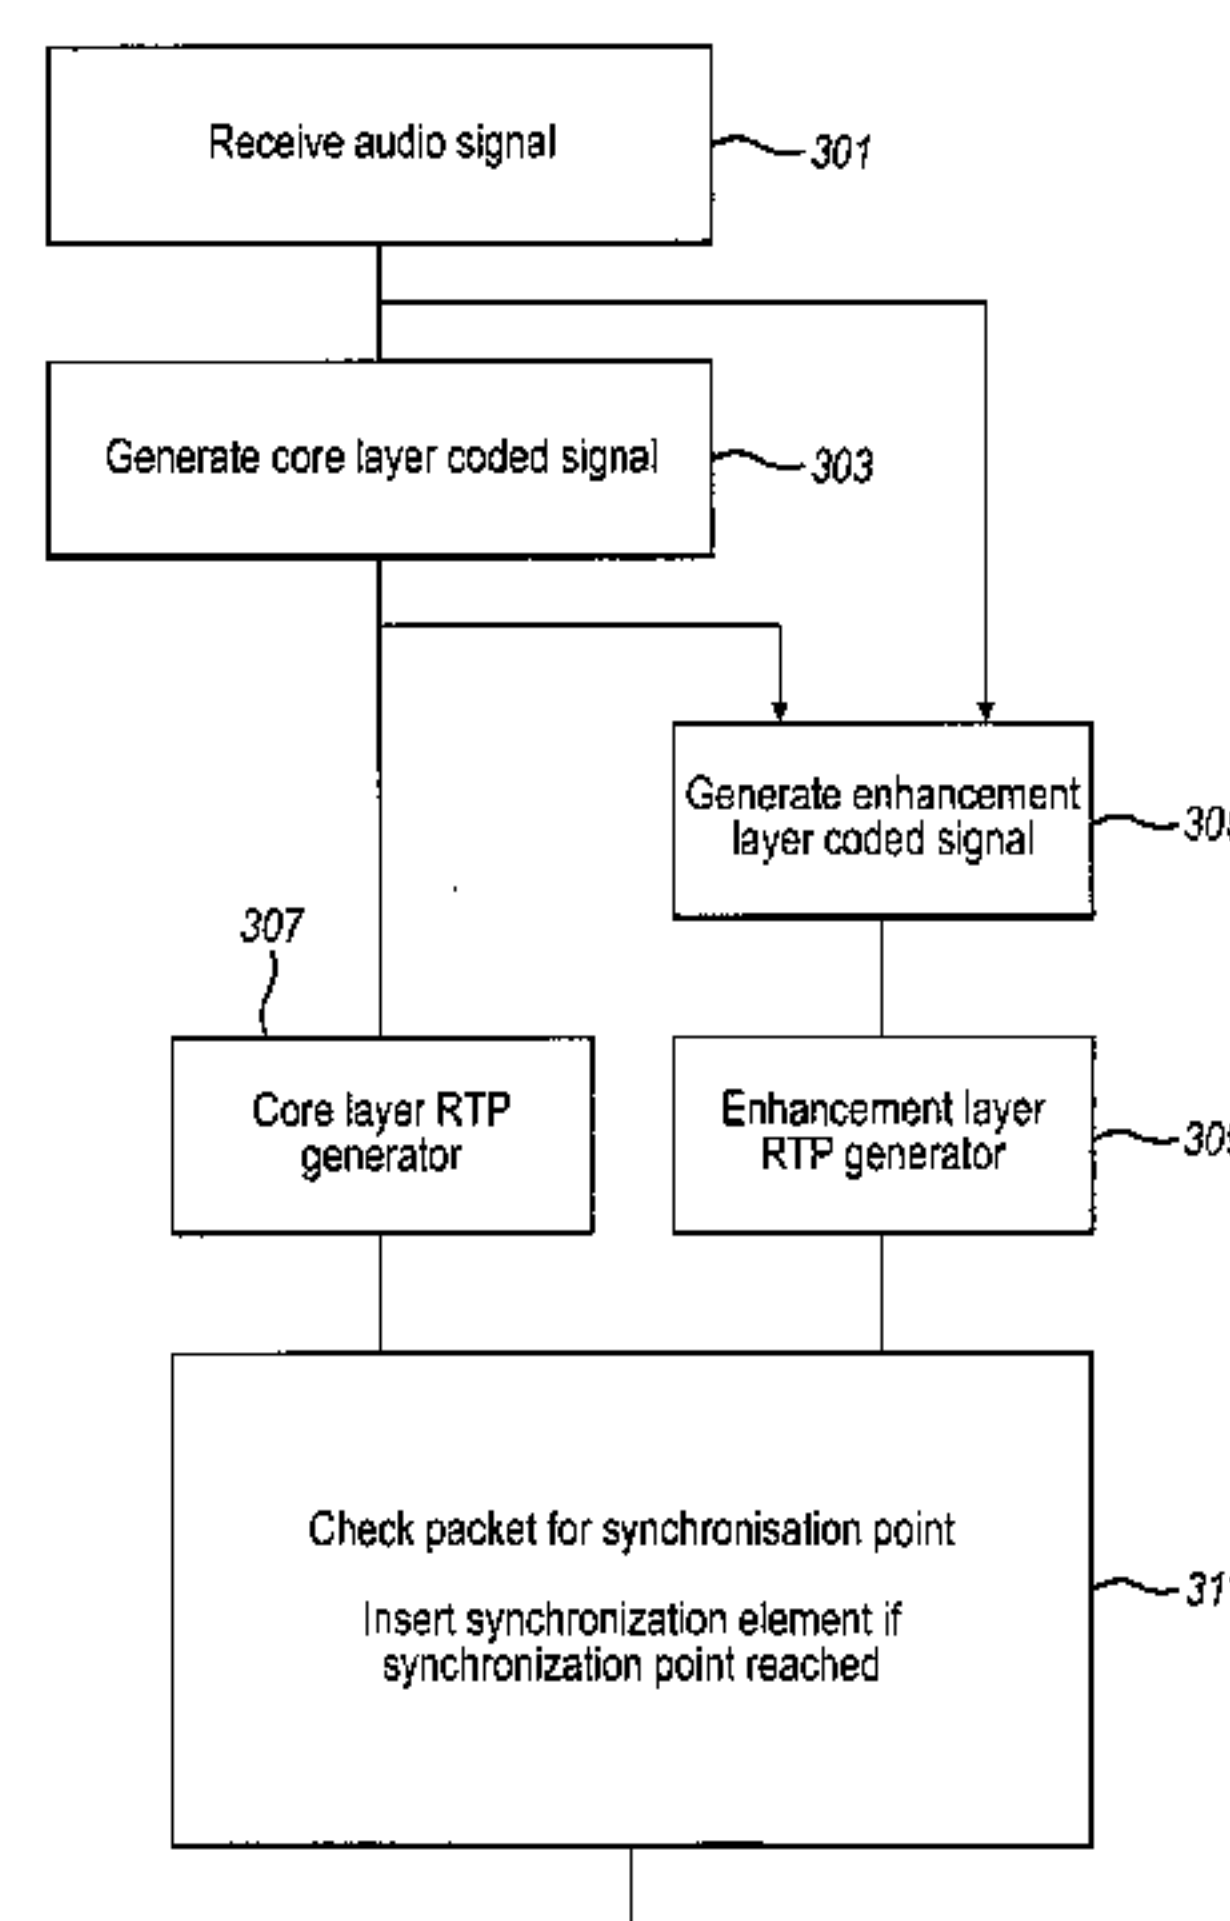 Receive audio signal
301
Generate core layer coded signal
303
Generate enhancement
layer coded signal
307
Core layer RTP
generator
Enhancement layer
RTP generator
Check packet for synchronisation point
Insert synchronization element if
synchronization point reached